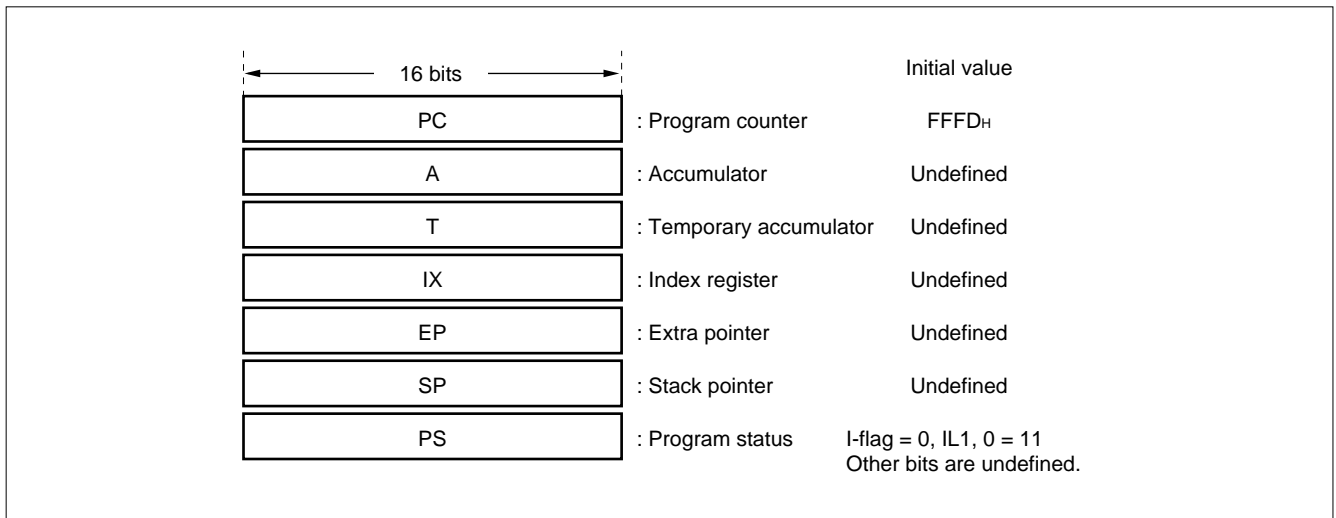 16 bits Initial value
PC : Program counter FFFDH
A : Accumulator Undefined
T : Temporary accumulator Undefined
IX : Index register Undefined
EP : Extra pointer Undefined
SP : Stack pointer Undefined
PS : Program status I-flag = 0, IL1, 0 = 11
Other bits are undefined.